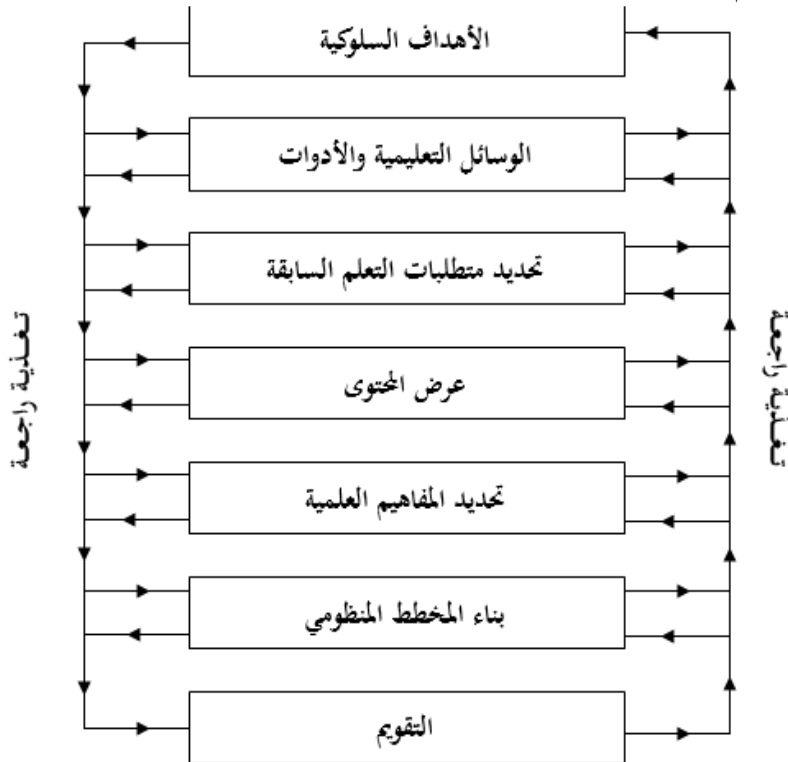 الأهداف السلوكية
الوسائل التعليمية والأدوات
تحديد متطلبات التعلم السابقة
عرض المحتوى
تحديد المفاهيم العلمية
بناء المخطط المنظومي
التقويم
تغذية راجعة
تغذية راجعة